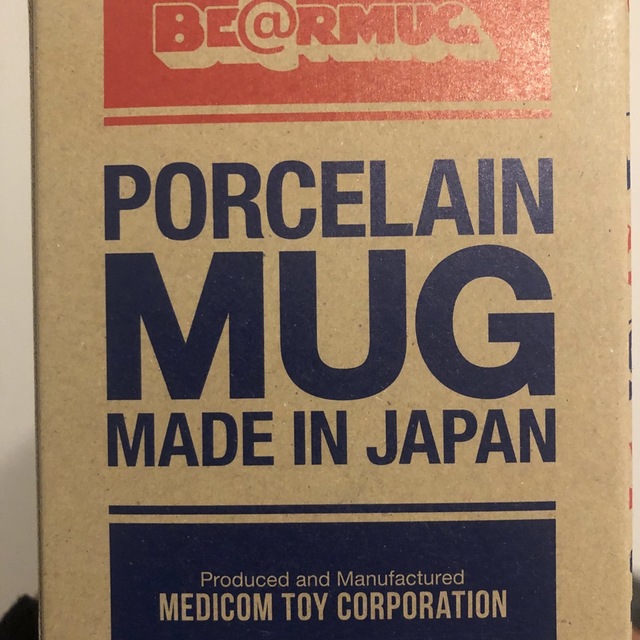 BE@RMUG.
PORCELAIN
MUG
MADE IN JAPAN
Produced and Manufactured
MEDICOM TOY CORPORATION